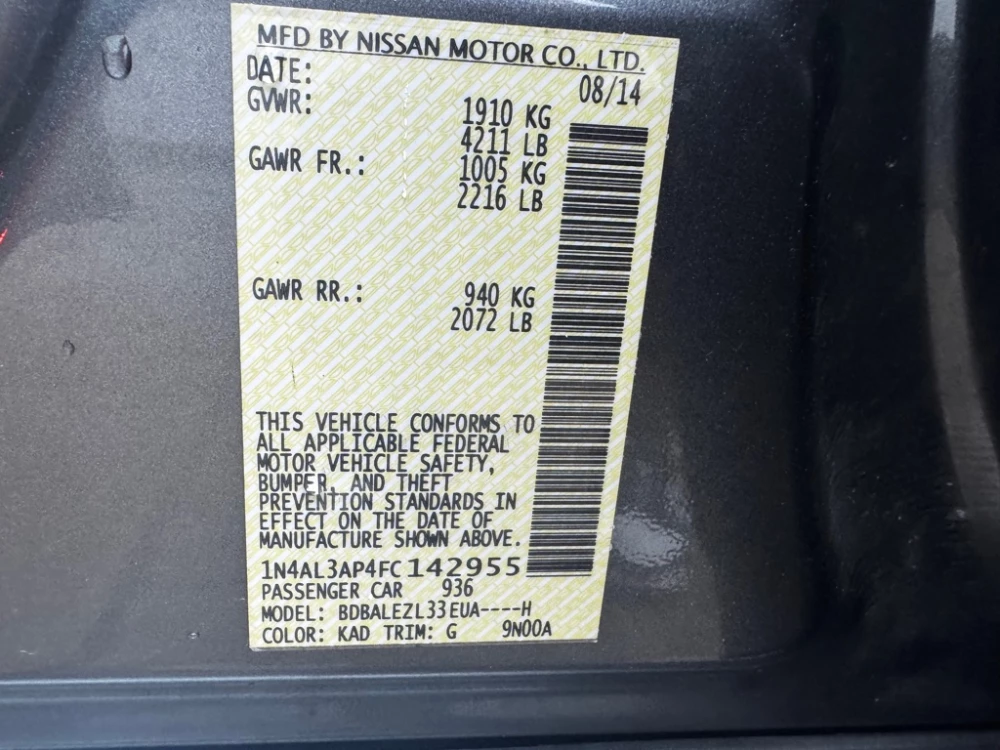 MFD BY NISSAN MOTOR CO., LTD.
DATE: 08/14
GVWR: 1910 KG
4211 LB
GAWR FR.: 1005 KG
2216 LB
GAWR RR.: 940 KG
2072 LB
THIS VEHICLE CONFORMS TO
ALL APPLICABLE FEDERAL
MOTOR VEHICLE SAFETY,
BUMPER, AND THEFT
PREVENTION STANDARDS IN
EFFECT ON THE DATE OF
MANUFACTURE SHOWN ABOVE.
1N4AL3AP4FC142955
PASSENGER CAR 936
MODEL: BDBALEZL33EUA----H
COLOR: KAD TRIM: G 9N00A